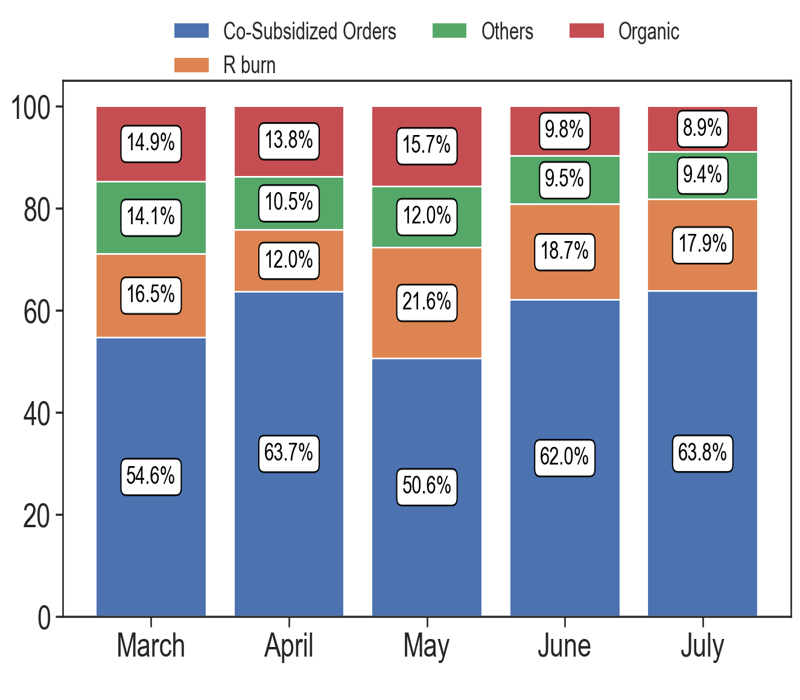 Co-Subsidized Orders Others Organic
R burn
100
80
60
40
20
0
14.9% 13.8% 15.7% 9.8% 8.9%
14.1% 10.5% 12.0% 9.5% 9.4%
16.5% 12.0% 21.6% 18.7% 17.9%
54.6% 63.7% 50.6% 62.0% 63.8%
March April May June July